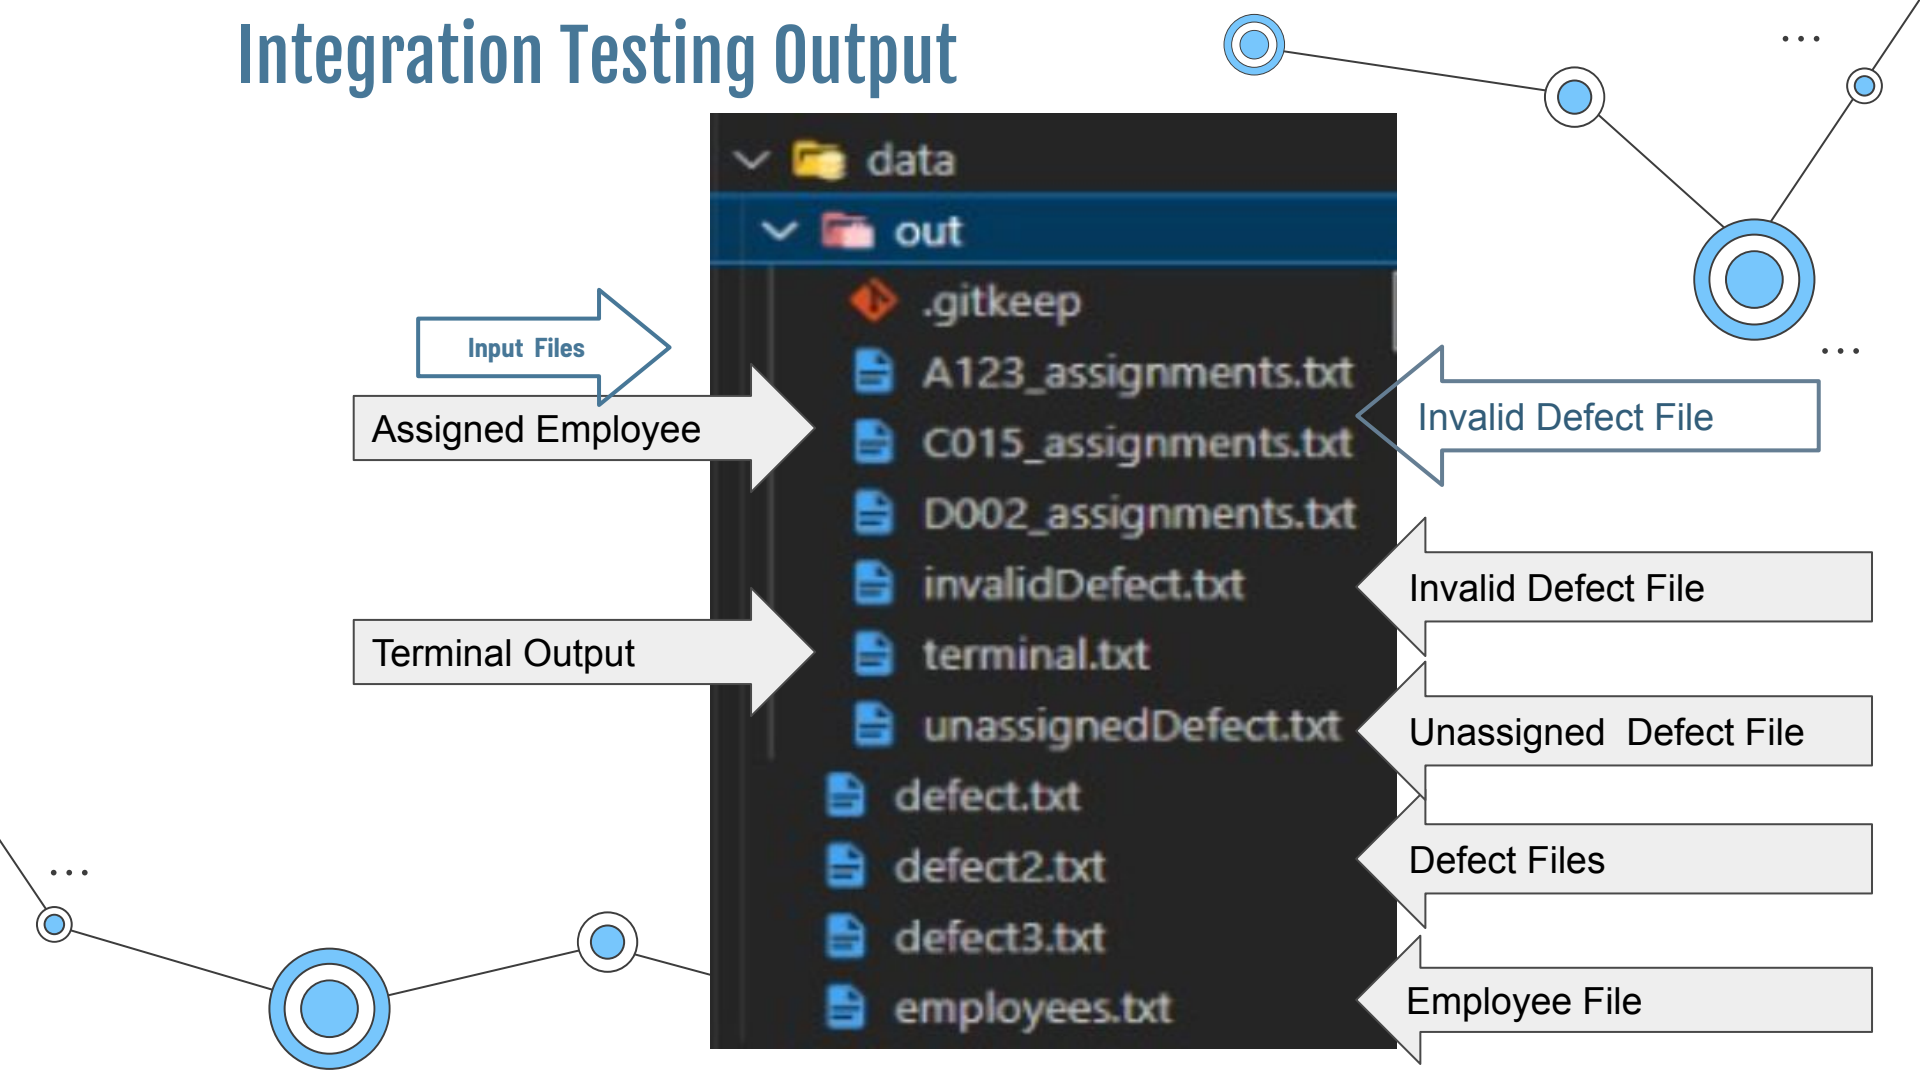 Integration Testing Output
data
out
.gitkeep
Input Files
A123_assignments.txt
Invalid Defect File
Assigned Employee
C015_assignments.txt
D002_assignments.txt
invalidDefect.txt
Invalid Defect File
Terminal Output
terminal.txt
unassignedDefect.txt
Unassigned  Defect File
defect.txt
defect2.txt
Defect Files
defect3.txt
employees.txt
Employee File